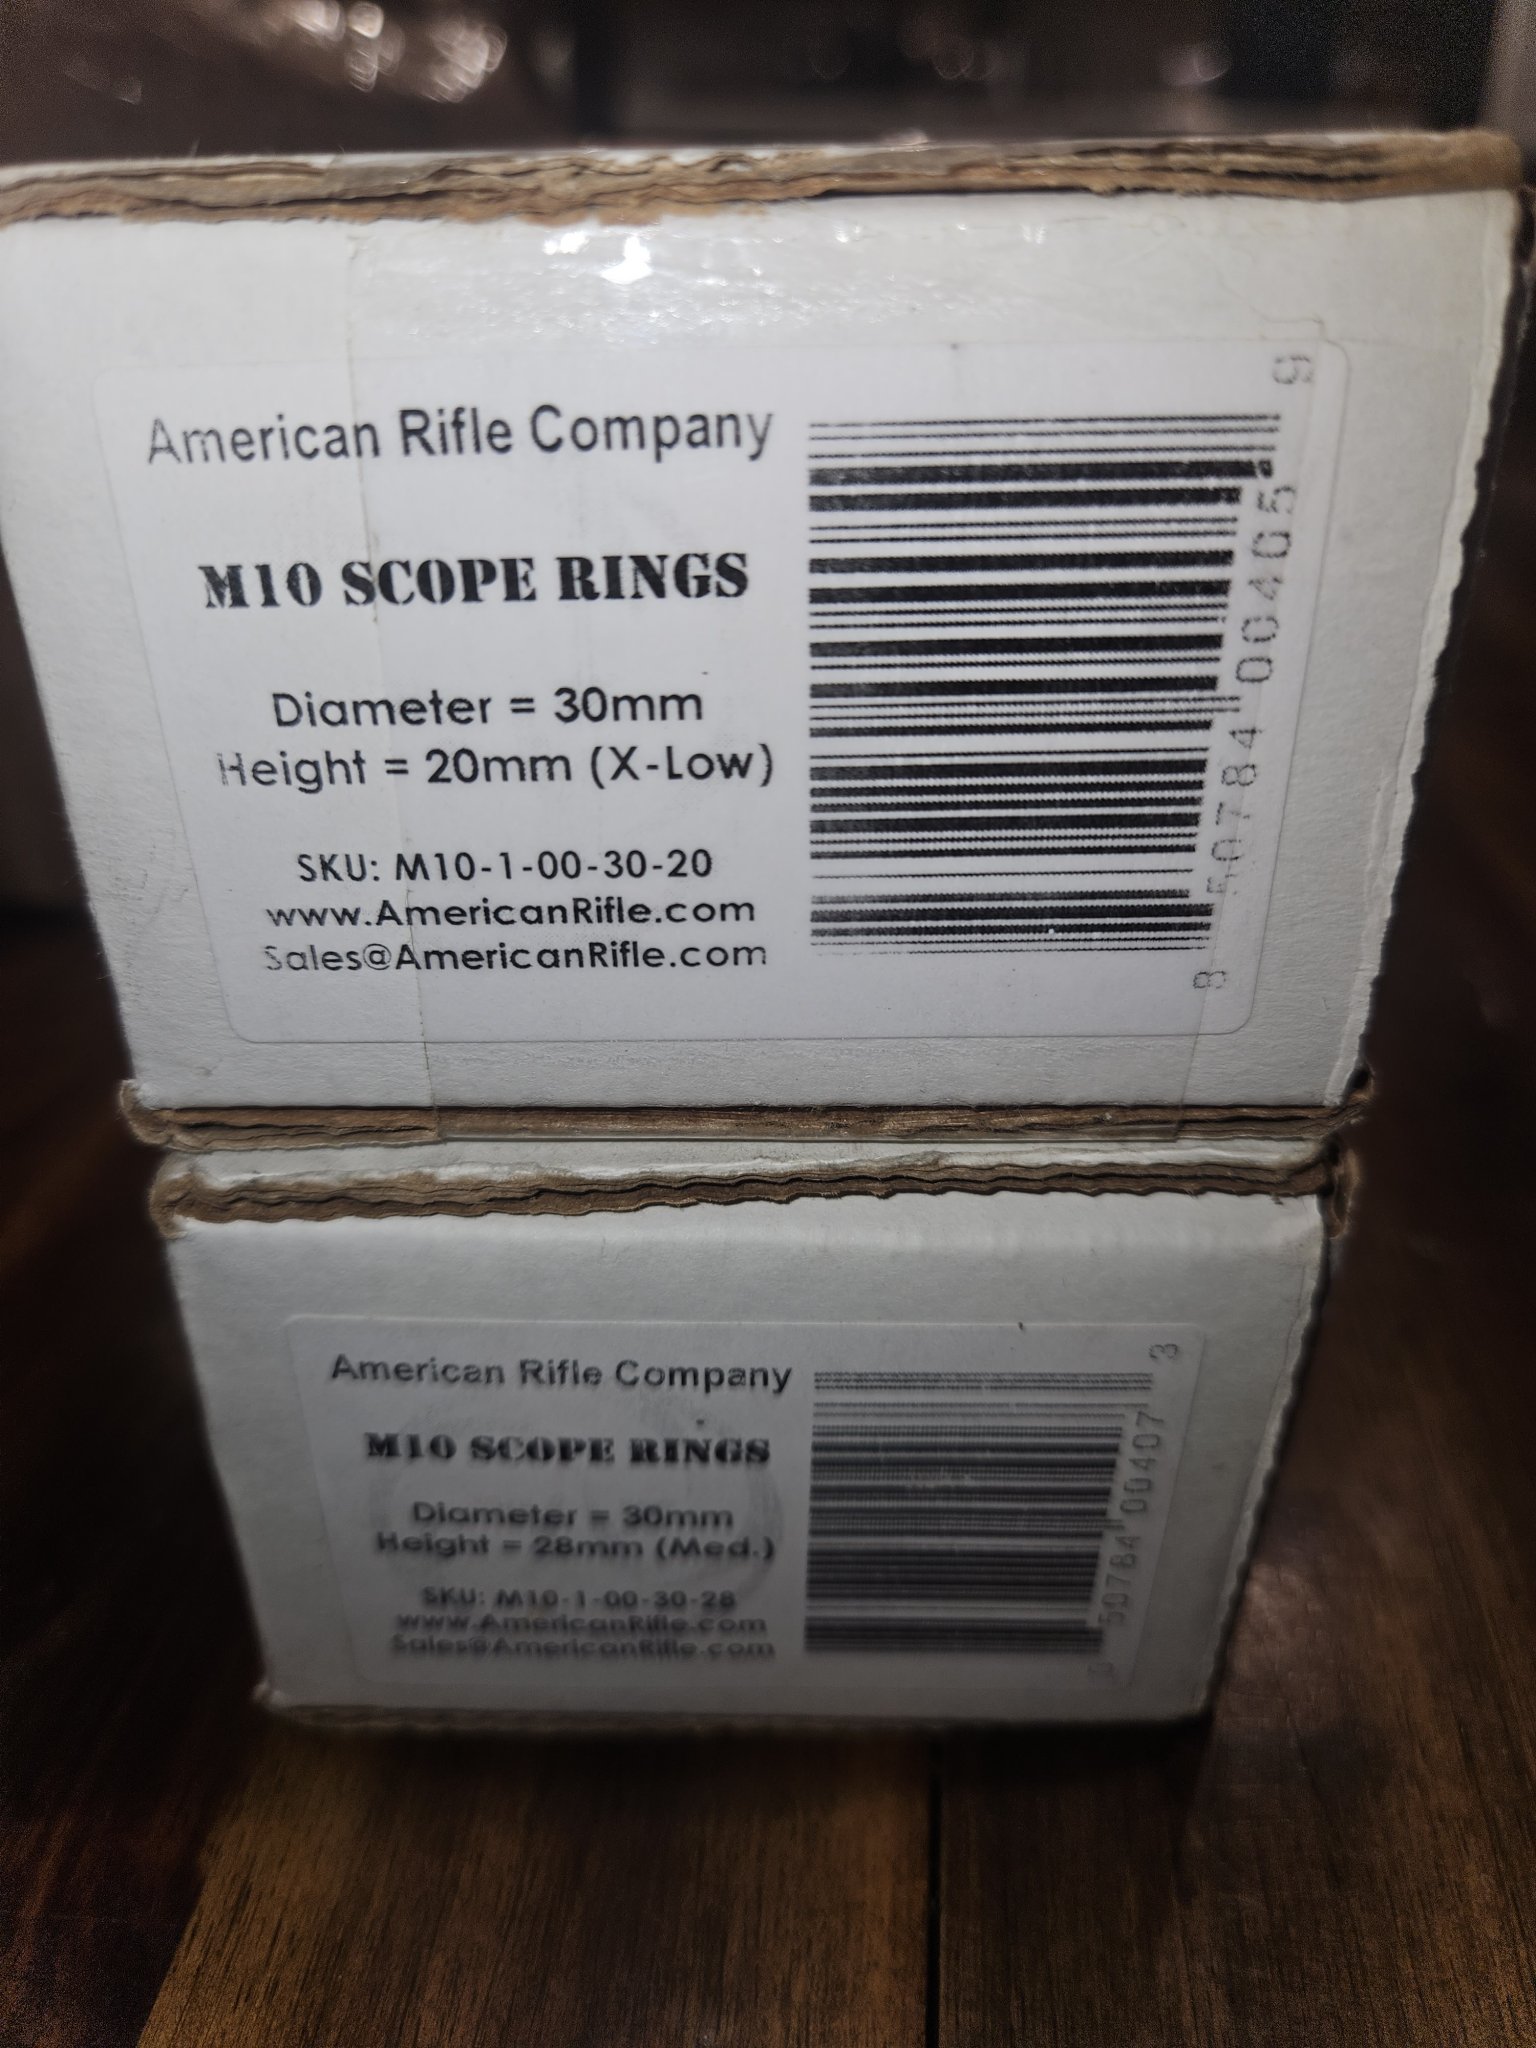 American Rifle Company
M10 SCOPE RINGS
Diameter = 30mm
Height = 20mm (X-Low)
SKU: M10-1-00-30-20
www.AmericanRifle.com
Sales@AmericanRifle.com
8 50784 00405 9
American Rifle Company
M10 SCOPE RINGS
Diameter = 30mm
Height = 28mm (Med.)
SKU: M10-1-00-30-28
www.AmericanRifle.com
Sales@AmericanRifle.com
50784 00407 3